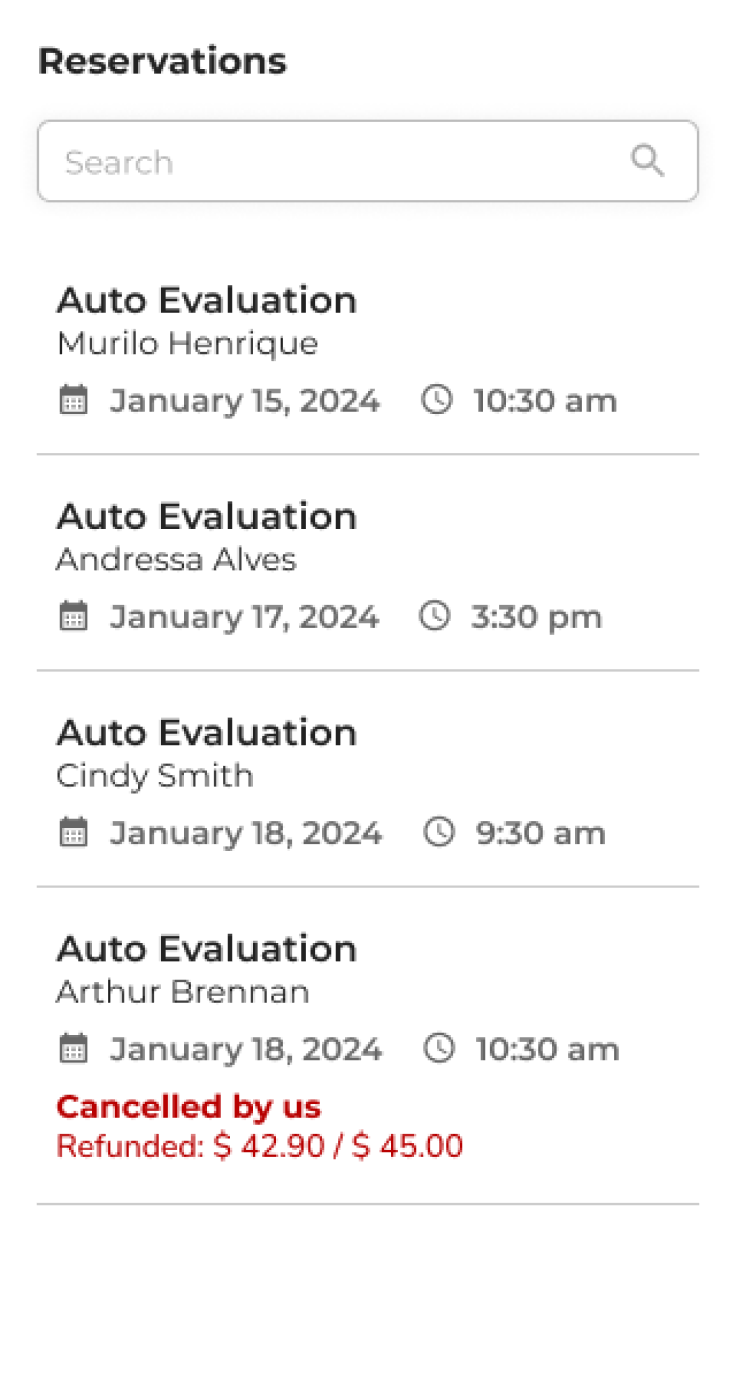 Reservations
Search
Auto Evaluation
Murilo Henrique
January 15, 2024 10:30 am
Auto Evaluation
Andressa Alves
January 17, 2024 3:30 pm
Auto Evaluation
Cindy Smith
January 18, 2024 9:30 am
Auto Evaluation
Arthur Brennan
January 18, 2024 10:30 am
Cancelled by us
Refunded: $ 42.90 / $ 45.00